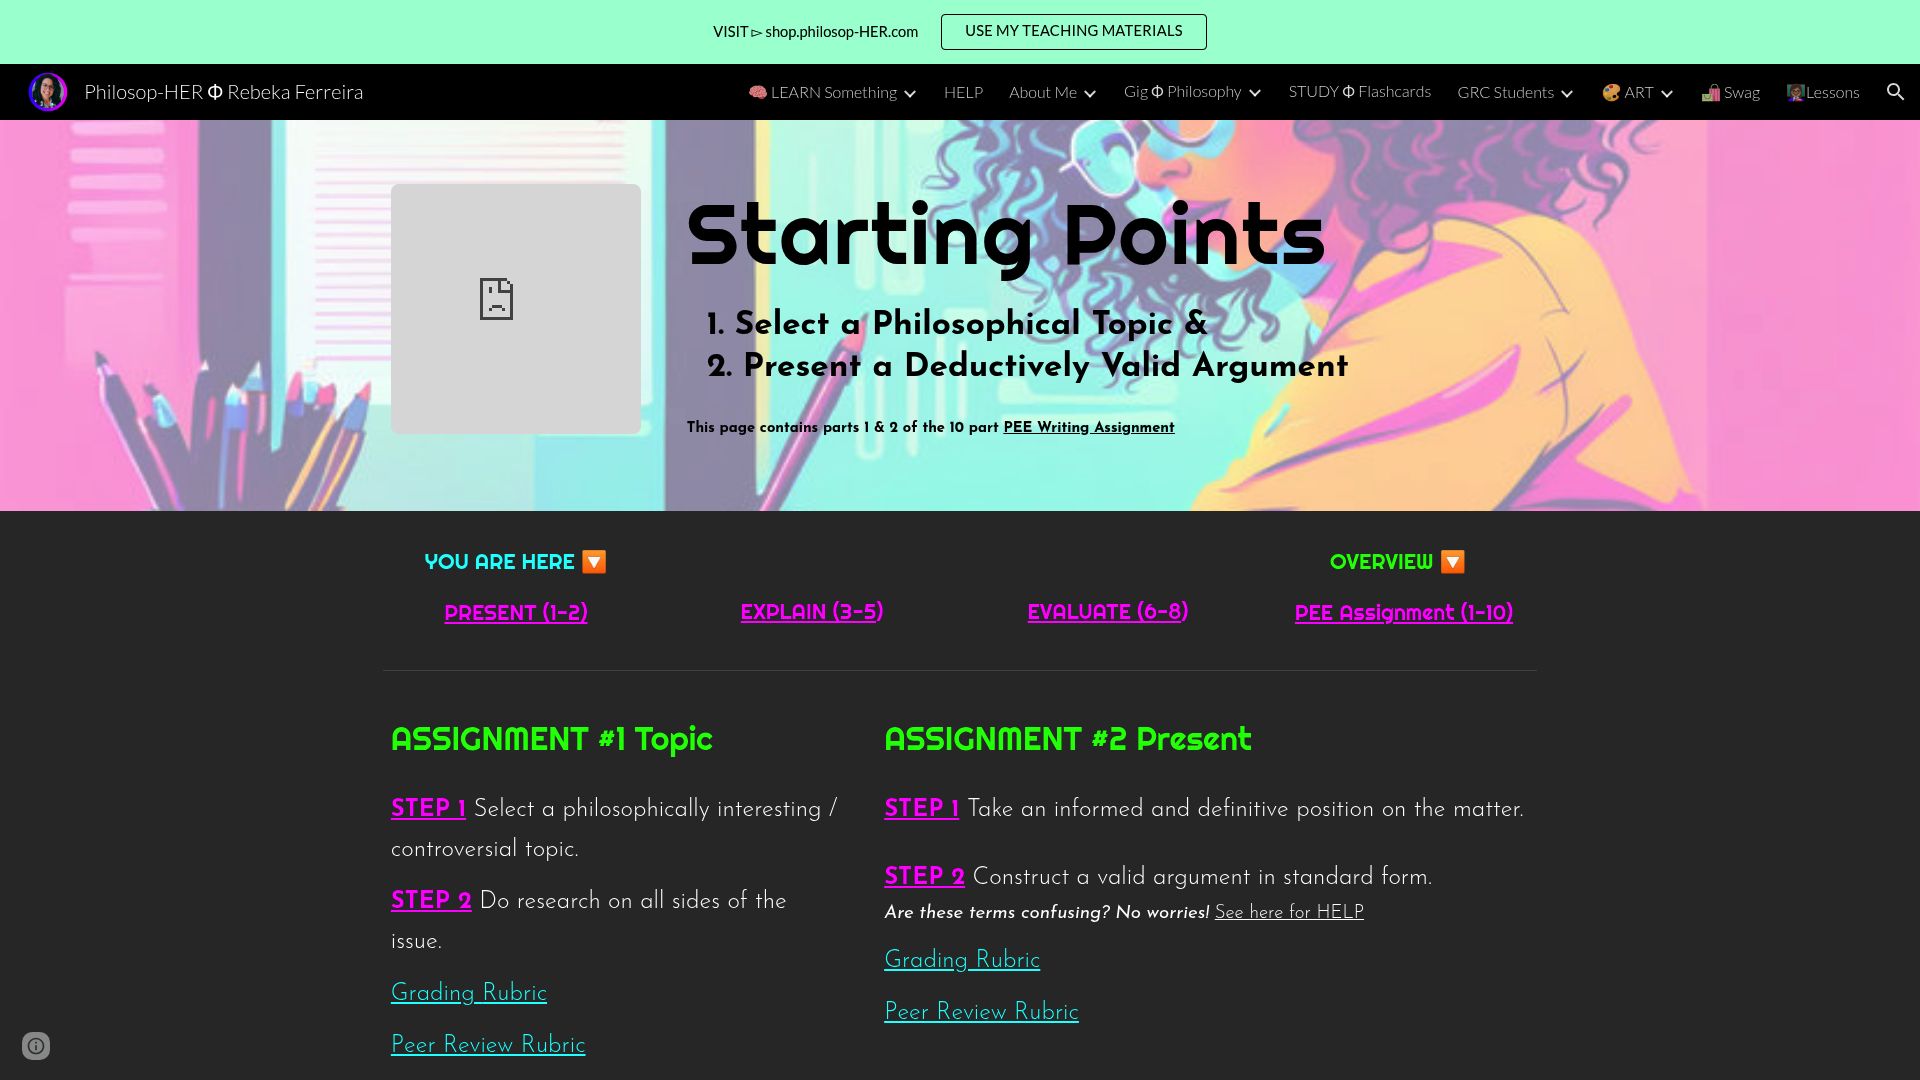 VISIT ▻ shop.philosop-HER.com
USE MY TEACHING MATERIALS
Philosop-HER Φ Rebeka Ferreira
🧠 LEARN Something
HELP
About Me
Gig Φ Philosophy
STUDY Φ Flashcards
GRC Students
🎨 ART
🛍️ Swag
👩🏽‍🏫Lessons
Starting Points
1. Select a Philosophical Topic &
2. Present a Deductively Valid Argument
This page contains parts 1 & 2 of the 10 part PEE Writing Assignment
YOU ARE HERE 🔽
OVERVIEW 🔽
PRESENT (1-2)
EXPLAIN (3-5)
EVALUATE (6-8)
PEE Assignment (1-10)
ASSIGNMENT #1 Topic
STEP 1 Select a philosophically interesting /
controversial topic.
STEP 2 Do research on all sides of the
issue.
Grading Rubric
Peer Review Rubric
ASSIGNMENT #2 Present
STEP 1 Take an informed and definitive position on the matter.
STEP 2 Construct a valid argument in standard form.
Are these terms confusing? No worries! See here for HELP
Grading Rubric
Peer Review Rubric